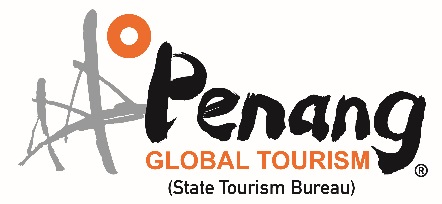 Penang
GLOBAL TOURISM
®
(State Tourism Bureau)